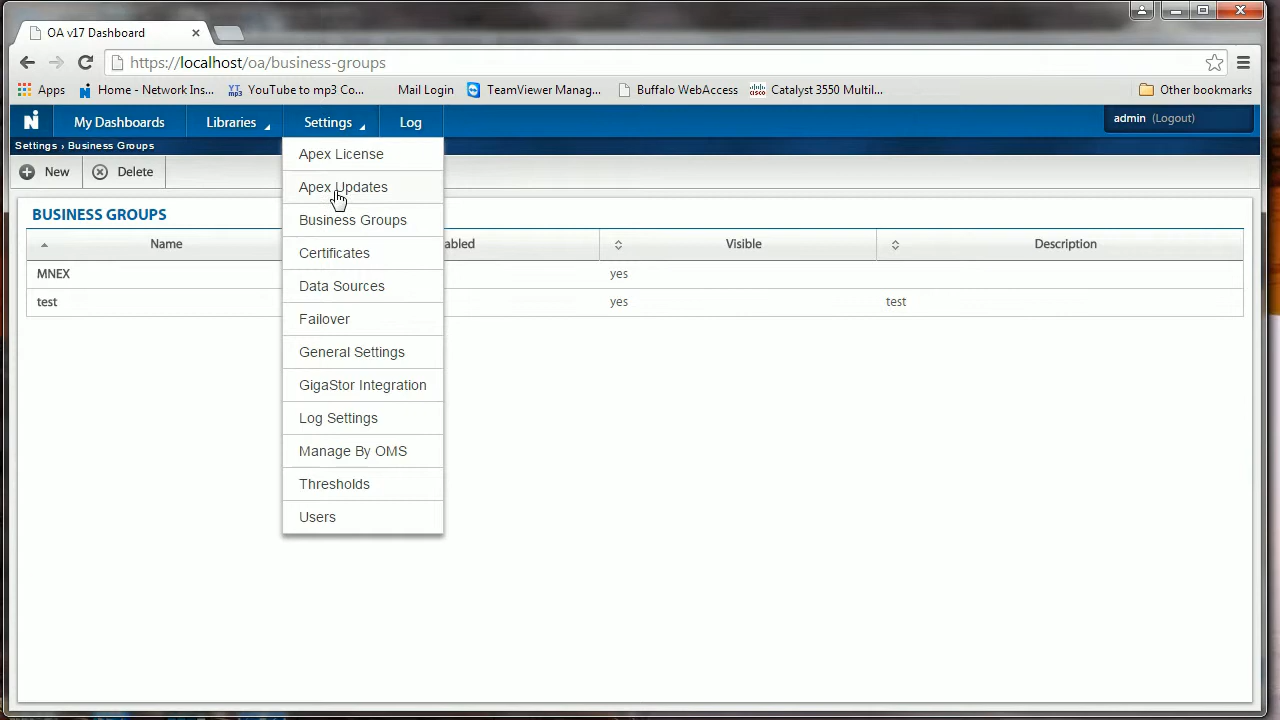 OA v17 Dashboard
https://localhost/oa/business-groups
Apps Home - Network Ins... YouTube to mp3 Co... Mail Login TeamViewer Manag... Buffalo WebAccess Catalyst 3550 Multil... Other bookmarks
My Dashboards Libraries Settings Log admin (Logout)
Settings › Business Groups
New Delete
Apex License
Apex Updates
Business Groups
Certificates
Data Sources
Failover
General Settings
GigaStor Integration
Log Settings
Manage By OMS
Thresholds
Users
BUSINESS GROUPS
Name abled Visible Description
MNEX yes
test yes test